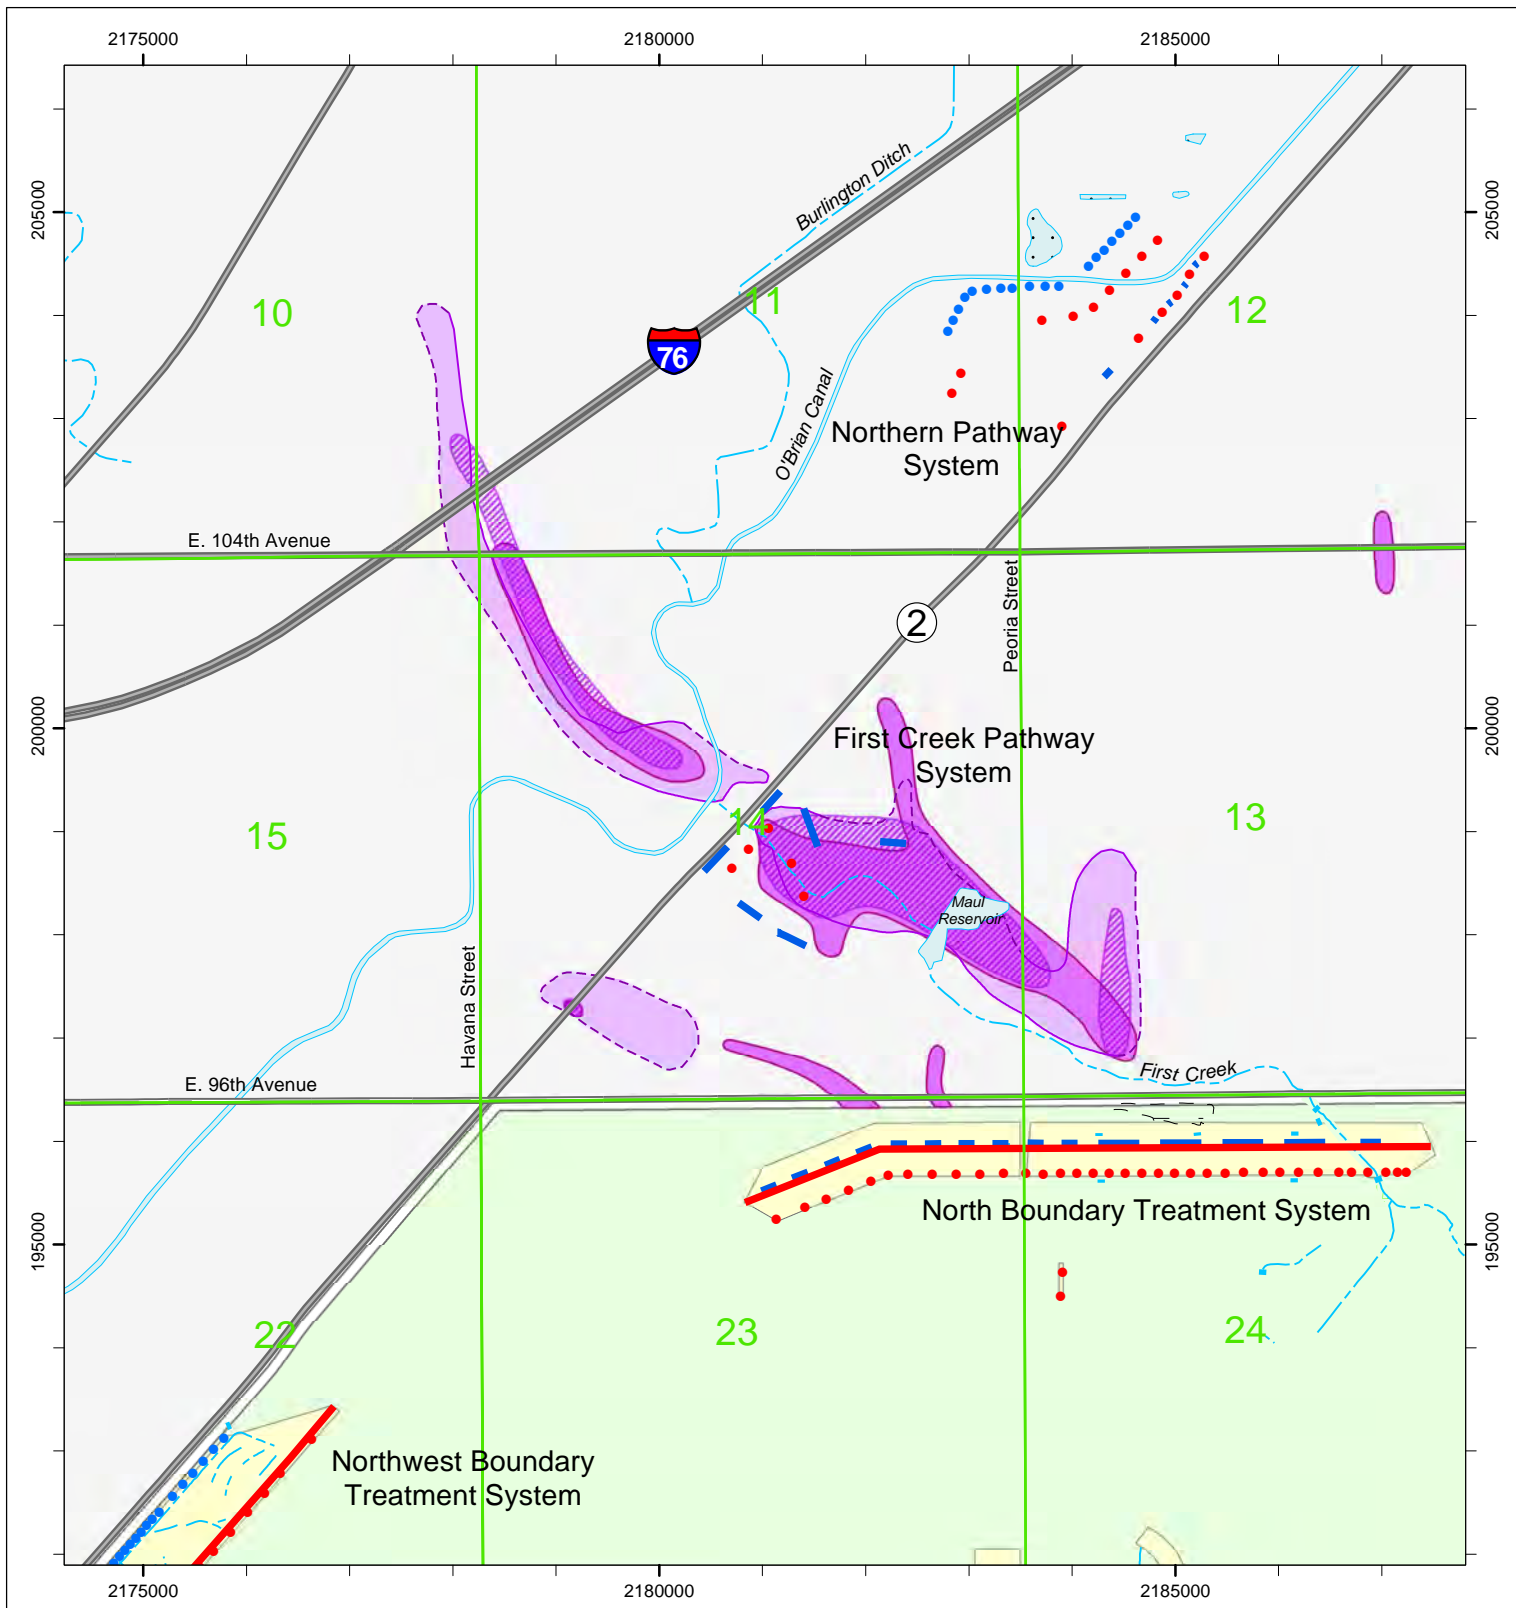 2175000
2180000
2185000
205000
205000
Burlington Ditch
10
11
12
76
O'Brian Canal
Northern Pathway
System
E. 104th Avenue
Peoria Street
2
200000
200000
First Creek Pathway
System
14
13
15
Maul
Reservoir
Havana Street
First Creek
E. 96th Avenue
North Boundary Treatment System
195000
195000
22
23
24
Northwest Boundary
Treatment System
2175000
2180000
2185000